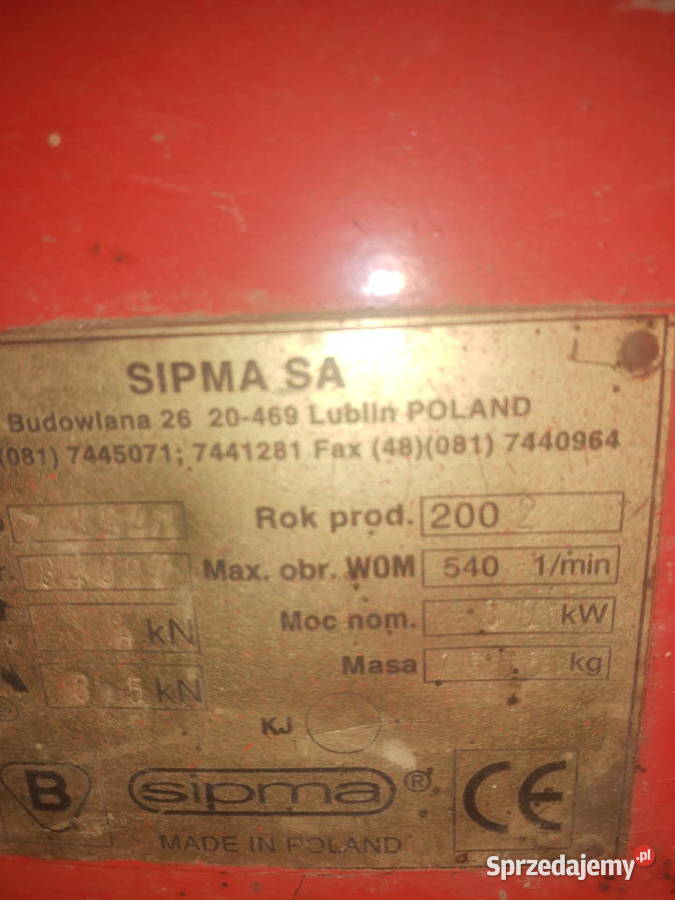 SIPMA SA
Budowlana 26 20-469 Lublin POLAND
(081) 7445071; 7441281 Fax (48)(081) 7440964
Rok prod. 2002
Max. obr. WOM 540 1/min
kN Moc nom. kW
Masa kg
kN
KJ
B sipma ® CE
MADE IN POLAND
Sprzedajemy.pl